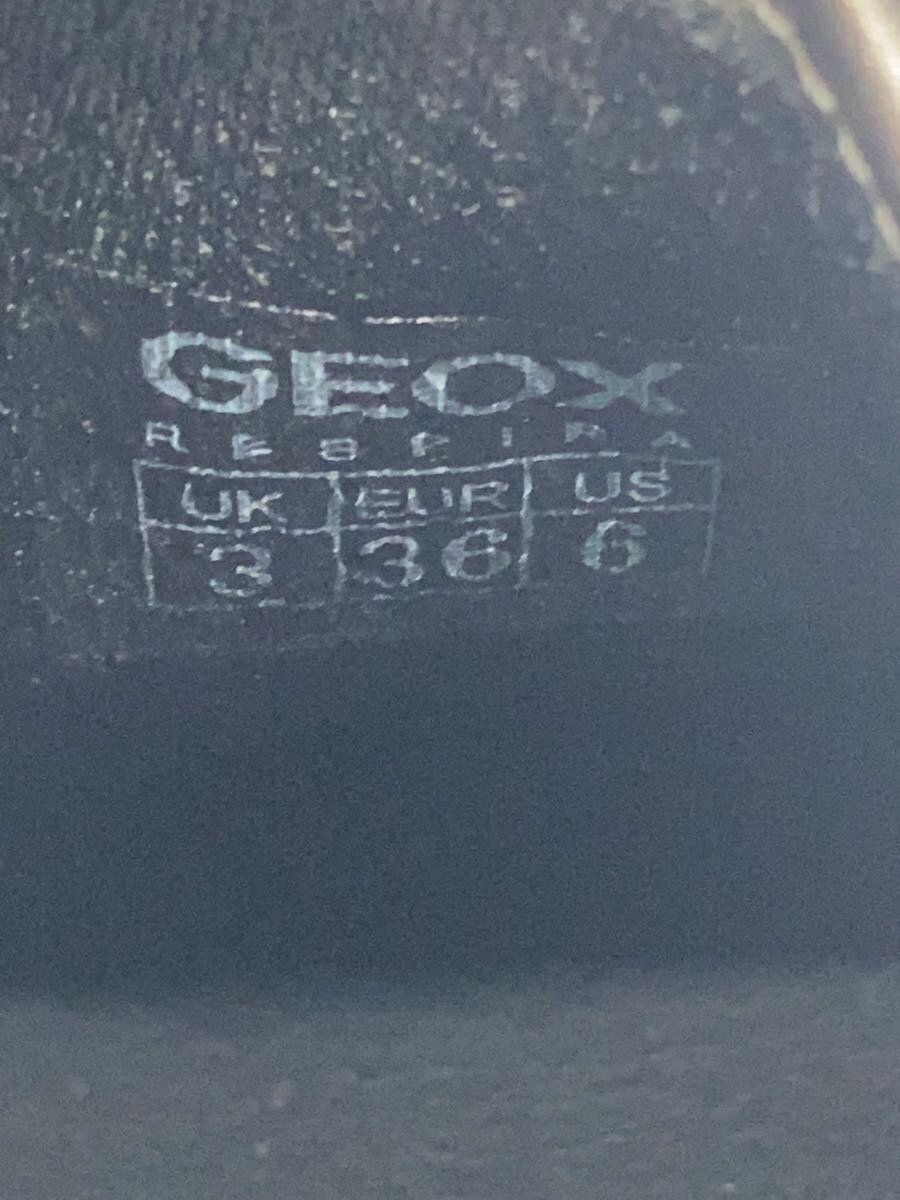 GEOX
RESPIRA
UK EUR US
3 36 6